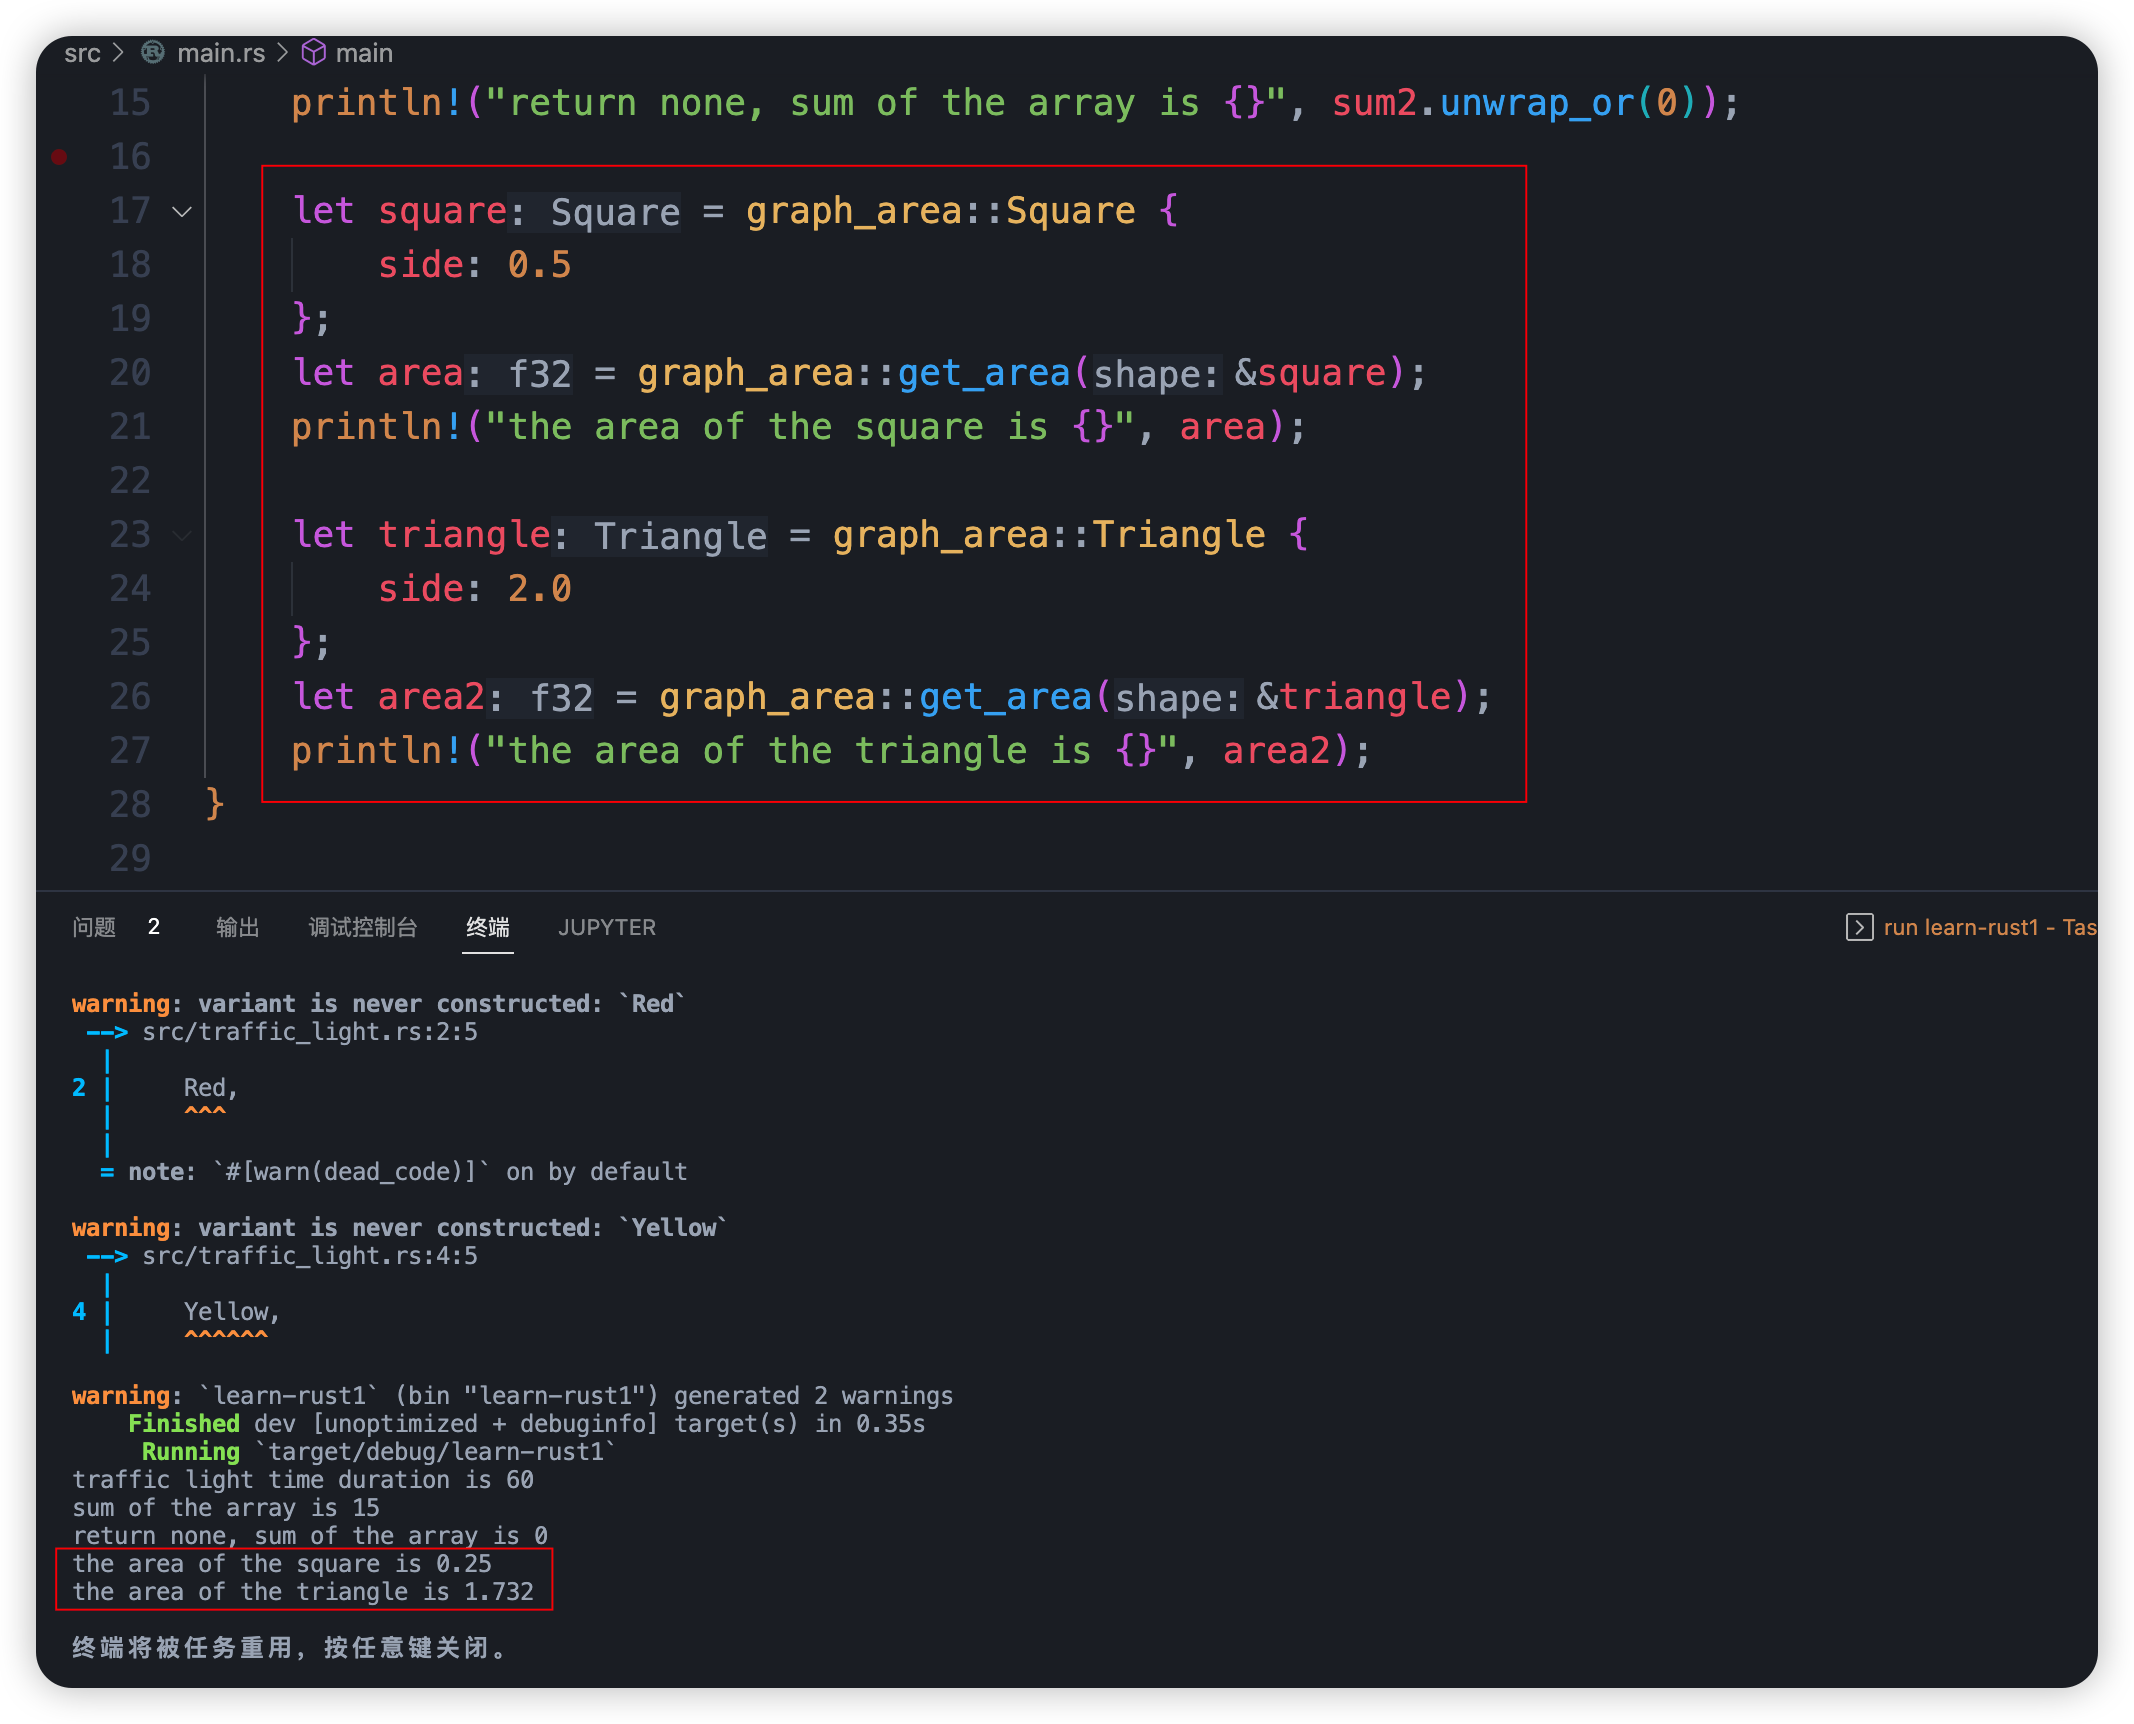 src > main.rs > main
15 println!("return none, sum of the array is {}", sum2.unwrap_or(0));
16
17 let square: Square = graph_area::Square {
18 side: 0.5
19 };
20 let area: f32 = graph_area::get_area(shape: &square);
21 println!("the area of the square is {}", area);
22
23 let triangle: Triangle = graph_area::Triangle {
24 side: 2.0
25 };
26 let area2: f32 = graph_area::get_area(shape: &triangle);
27 println!("the area of the triangle is {}", area2);
28 }
29
问题 2 输出 调试控制台 终端 JUPYTER run learn-rust1 - Tas
warning: variant is never constructed: `Red`
--> src/traffic_light.rs:2:5
|
2 | Red,
| ^^^
|
= note: `#[warn(dead_code)]` on by default
warning: variant is never constructed: `Yellow`
--> src/traffic_light.rs:4:5
|
4 | Yellow,
| ^^^^^^
warning: `learn-rust1` (bin "learn-rust1") generated 2 warnings
Finished dev [unoptimized + debuginfo] target(s) in 0.35s
Running `target/debug/learn-rust1`
traffic light time duration is 60
sum of the array is 15
return none, sum of the array is 0
the area of the square is 0.25
the area of the triangle is 1.732
终端将被任务重用，按任意键关闭。